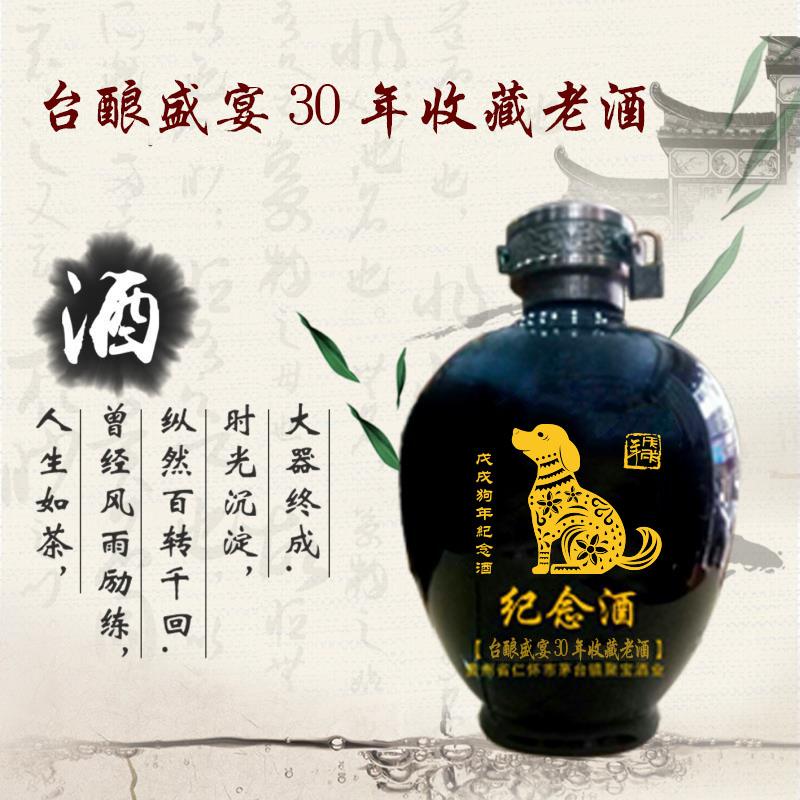 台酿盛宴30年收藏老酒
酒
人生如茶，
曾经风雨励练，
纵然百转千回．
时光沉淀，
大器终成．
戊戌狗年紀念酒
纪念酒
【台酿盛宴30年收藏老酒】
贵州省仁怀市茅台镇聚宝酒业